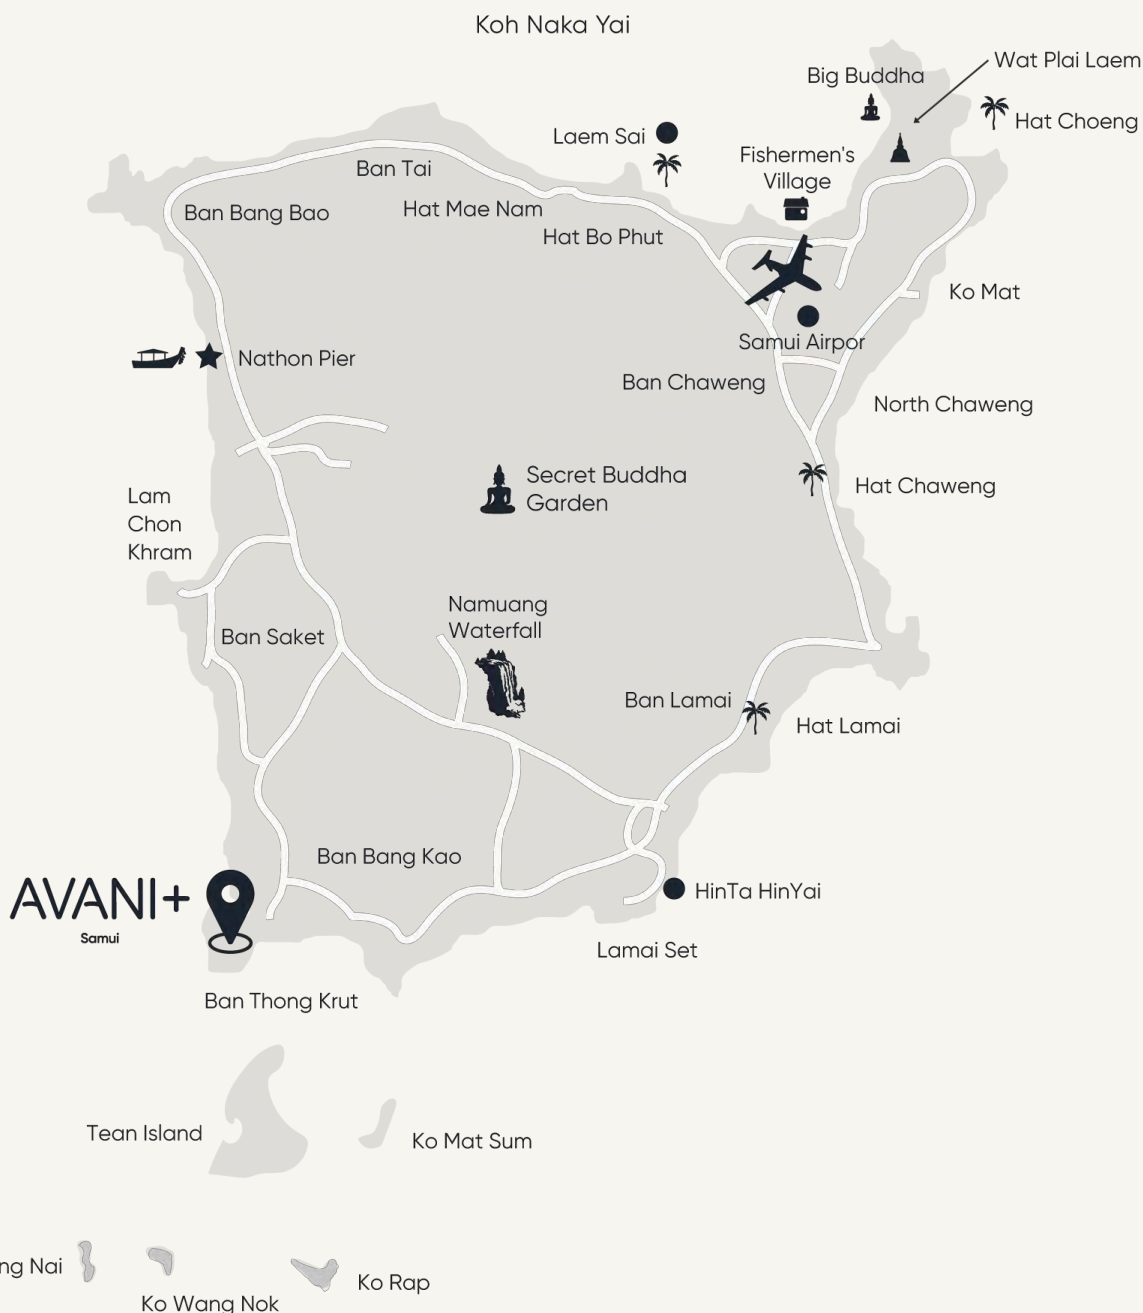 Koh Naka Yai
Wat Plai Laem
Big Buddha
Hat Choeng
Laem Sai
Fishermen's
Village
Ban Tai
Ban Bang Bao
Hat Mae Nam
Hat Bo Phut
Ko Mat
Samui Airpor
Nathon Pier
Ban Chaweng
North Chaweng
Secret Buddha
Garden
Hat Chaweng
Lam
Chon
Khram
Namuang
Waterfall
Ban Saket
Ban Lamai
Hat Lamai
Ban Bang Kao
AVANI+
Samui
HinTa HinYai
Lamai Set
Ban Thong Krut
Tean Island
Ko Mat Sum
ng Nai
Ko Rap
Ko Wang Nok